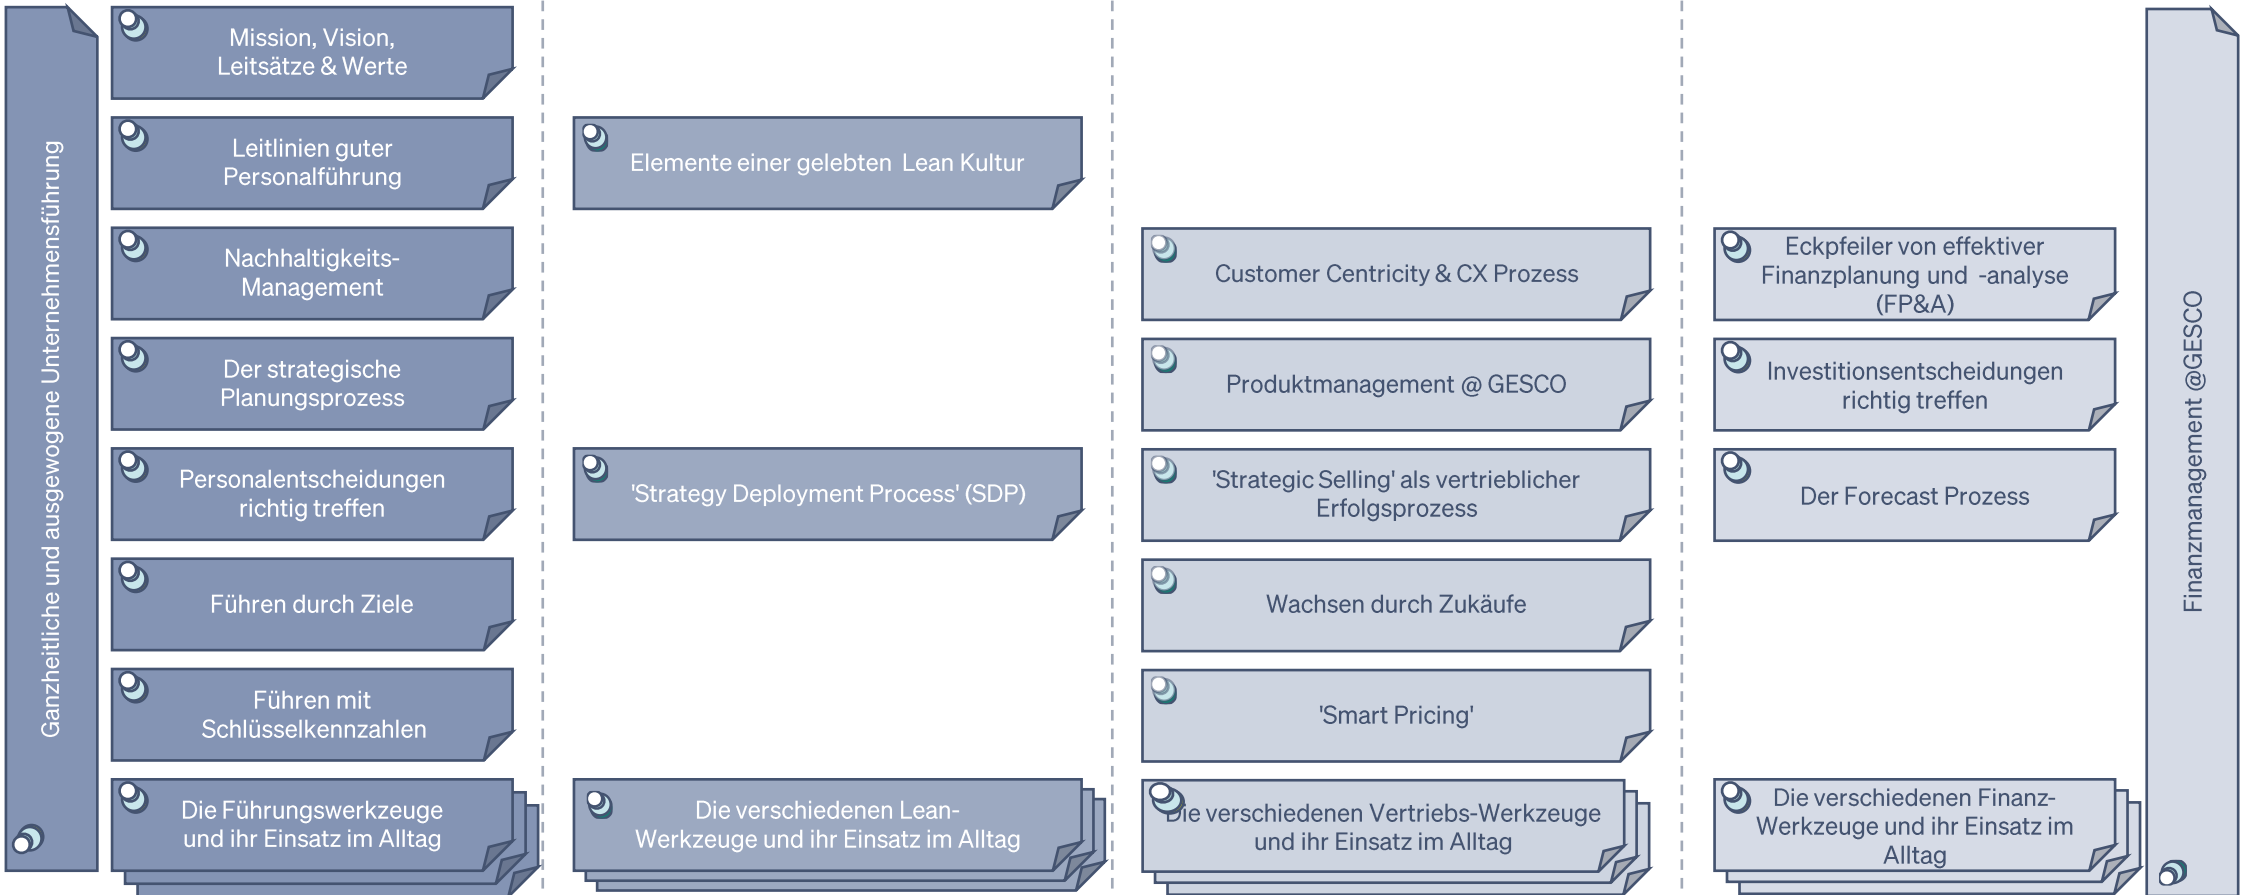 Ganzheitliche und ausgewogene Unternehmensführung
Mission, Vision,
Leitsätze & Werte
Leitlinien guter
Personalführung
Nachhaltigkeits-
Management
Der strategische
Planungsprozess
Personalentscheidungen
richtig treffen
Führen durch Ziele
Führen mit
Schlüsselkennzahlen
Die Führungswerkzeuge
und ihr Einsatz im Alltag
Elemente einer gelebten Lean Kultur
'Strategy Deployment Process' (SDP)
Die verschiedenen Lean-
Werkzeuge und ihr Einsatz im Alltag
Customer Centricity & CX Prozess
Produktmanagement @ GESCO
'Strategic Selling' als vertrieblicher
Erfolgsprozess
Wachsen durch Zukäufe
'Smart Pricing'
Die verschiedenen Vertriebs-Werkzeuge
und ihr Einsatz im Alltag
Eckpfeiler von effektiver
Finanzplanung und -analyse
(FP&A)
Investitionsentscheidungen
richtig treffen
Der Forecast Prozess
Die verschiedenen Finanz-
Werkzeuge und ihr Einsatz im
Alltag
Finanzmanagement @GESCO